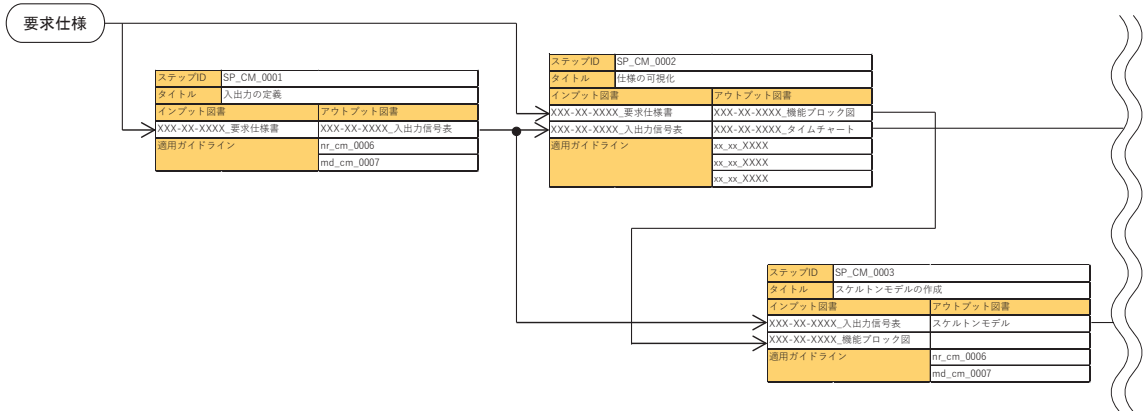 要求仕様
ステップID SP_CM_0001
タイトル 入出力の定義
インプット図書 アウトプット図書
XXX-XX-XXXX_要求仕様書 XXX-XX-XXXX_入出力信号表
適用ガイドライン nr_cm_0006
md_cm_0007
ステップID SP_CM_0002
タイトル 仕様の可視化
インプット図書 アウトプット図書
XXX-XX-XXXX_要求仕様書 XXX-XX-XXXX_機能ブロック図
XXX-XX-XXXX_入出力信号表 XXX-XX-XXXX_タイムチャート
適用ガイドライン xx_xx_XXXX
xx_xx_XXXX
xx_xx_XXXX
ステップID SP_CM_0003
タイトル スケルトンモデルの作成
インプット図書 アウトプット図書
XXX-XX-XXXX_入出力信号表 スケルトンモデル
XXX-XX-XXXX_機能ブロック図
適用ガイドライン nr_cm_0006
md_cm_0007